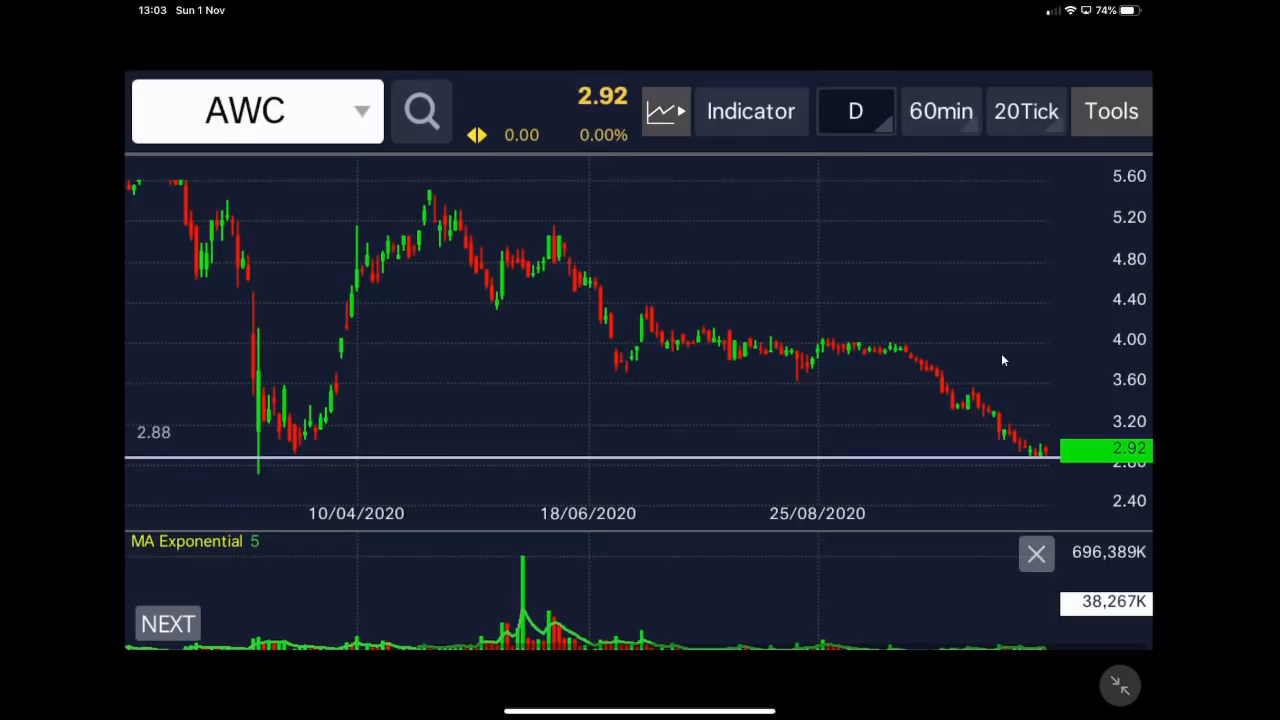 13:03 Sun 1 Nov
74%
AWC
2.92
0.00 0.00%
Indicator
D
60min
20Tick
Tools
5.60
5.20
4.80
4.40
4.00
3.60
3.20
2.88
2.92
2.80
2.40
10/04/2020 18/06/2020 25/08/2020
MA Exponential 5
696,389K
38,267K
NEXT